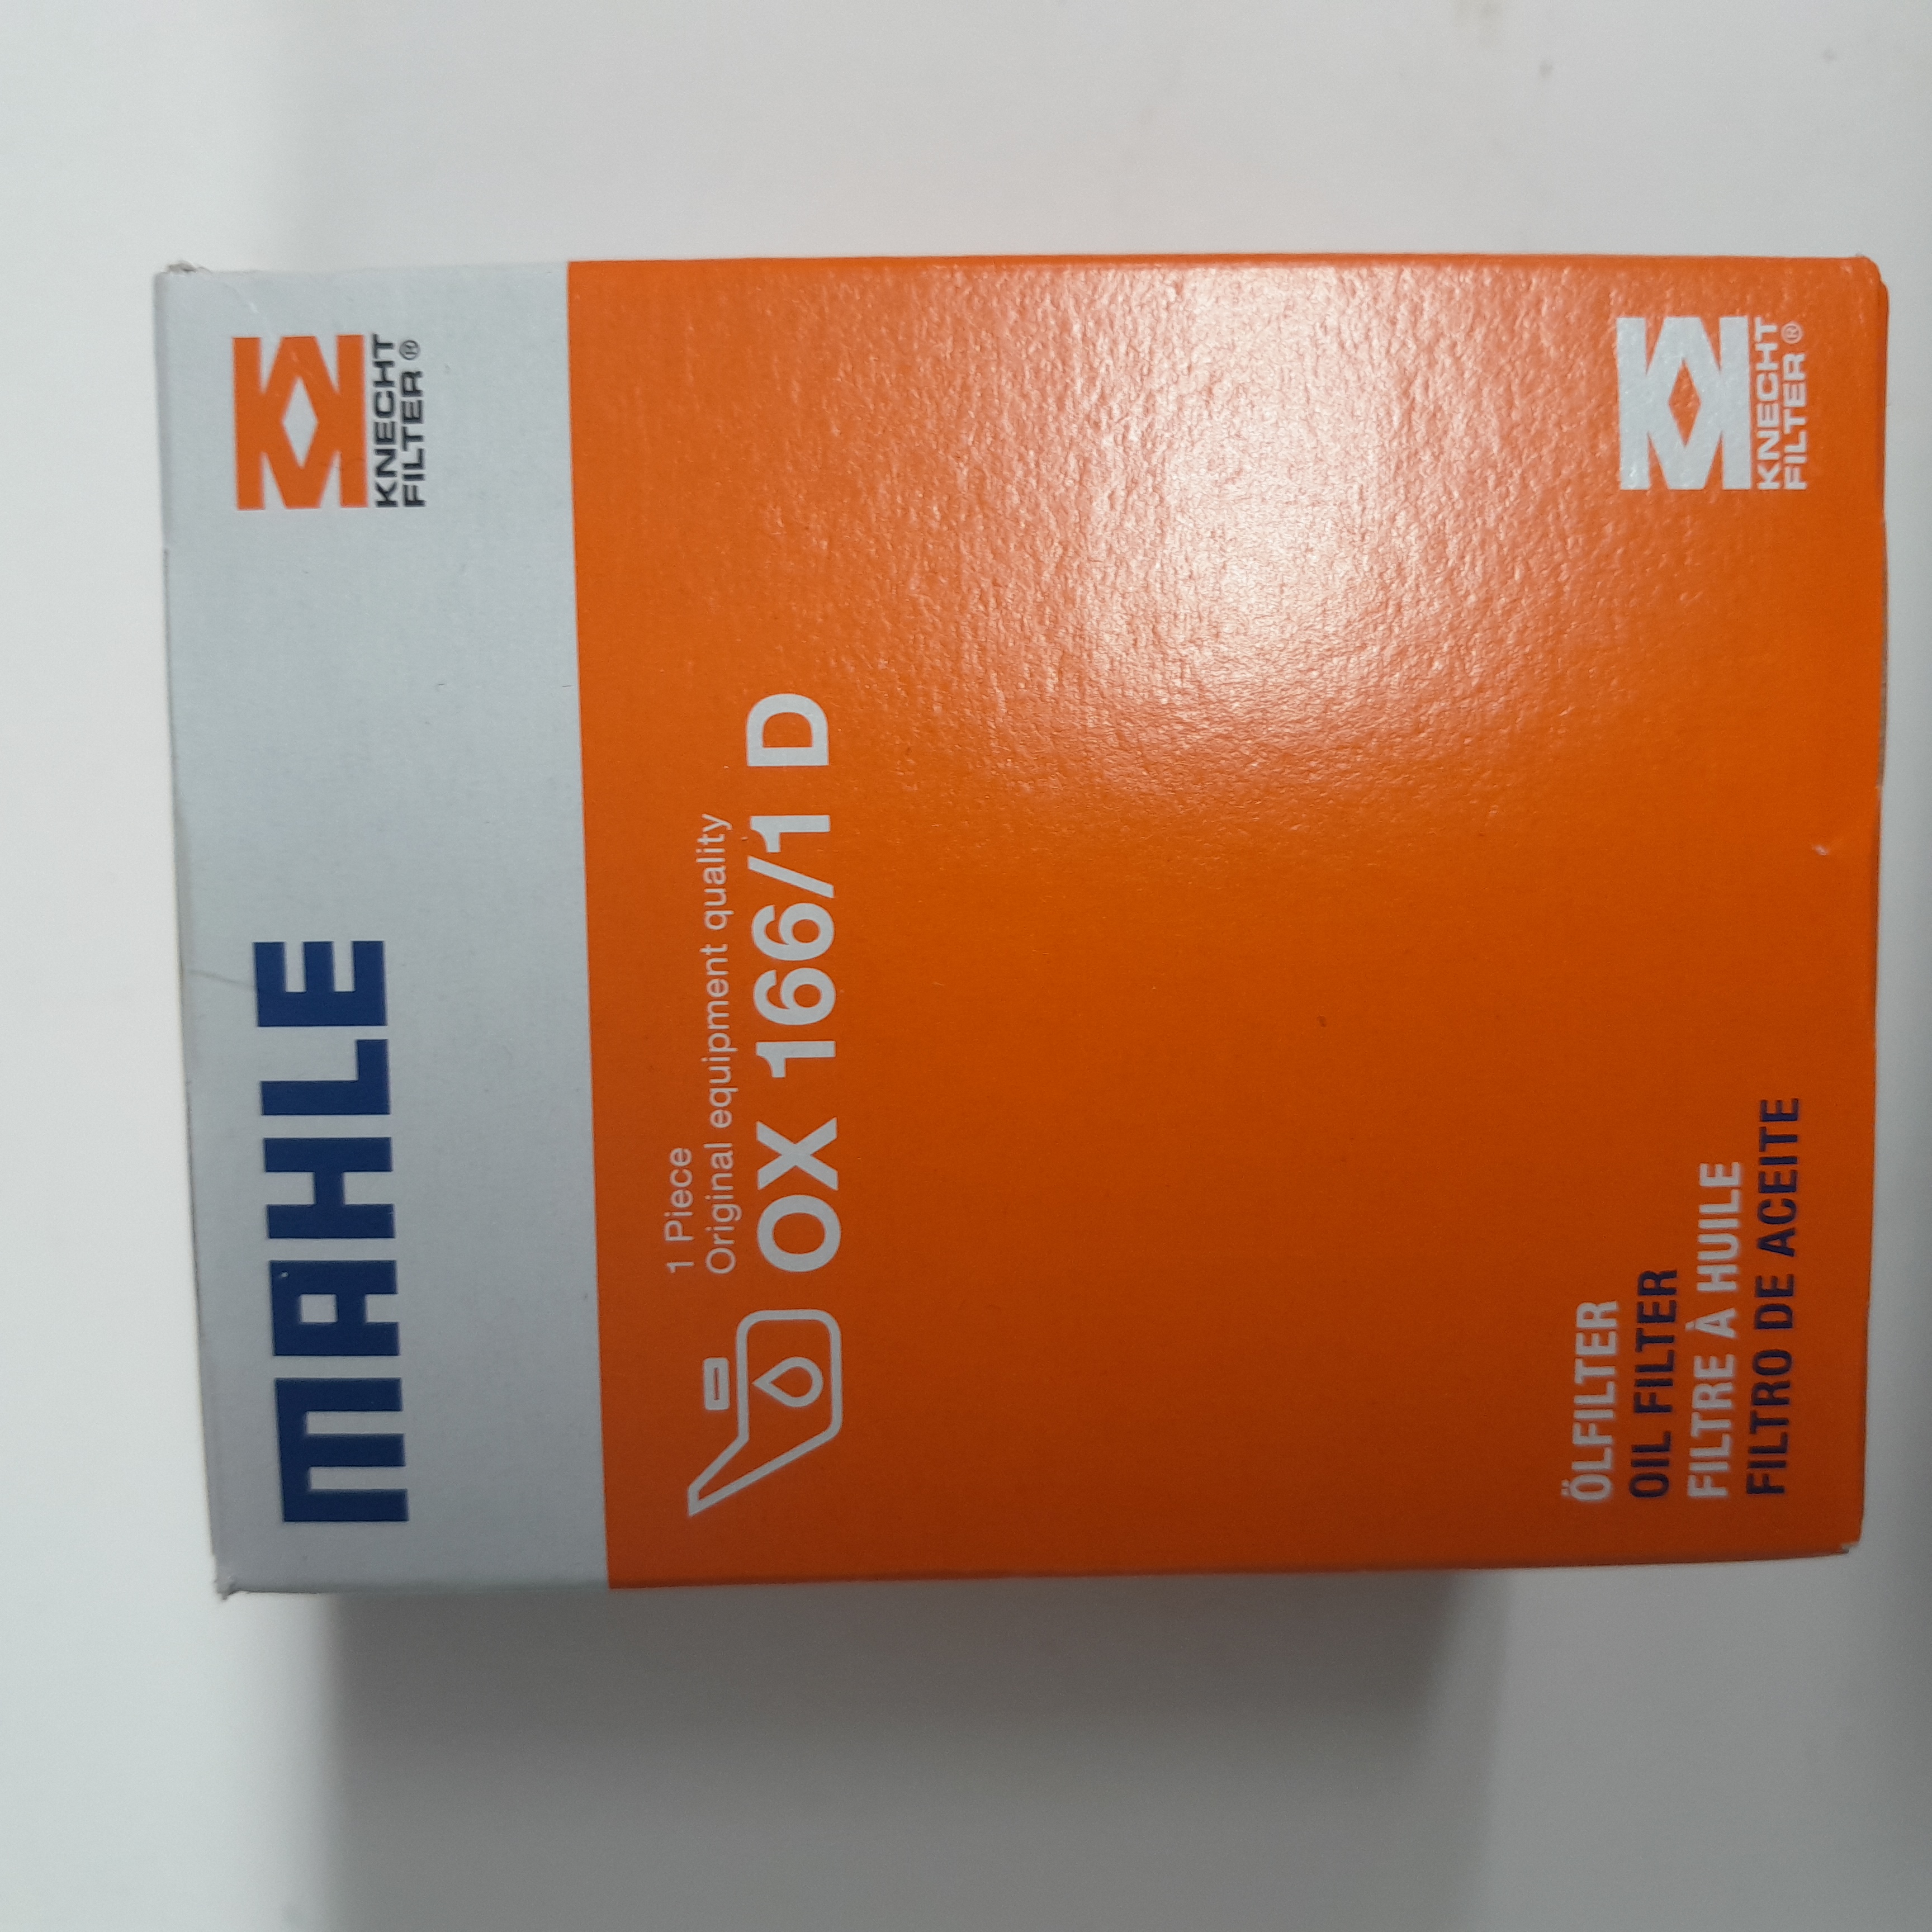 MAHLE
KNECHT
FILTER®
1 Piece
Original equipment quality
OX 166/1 D
ÖLFILTER
OIL FILTER
FILTRE À HUILE
FILTRO DE ACEITE
KNECHT
FILTER®